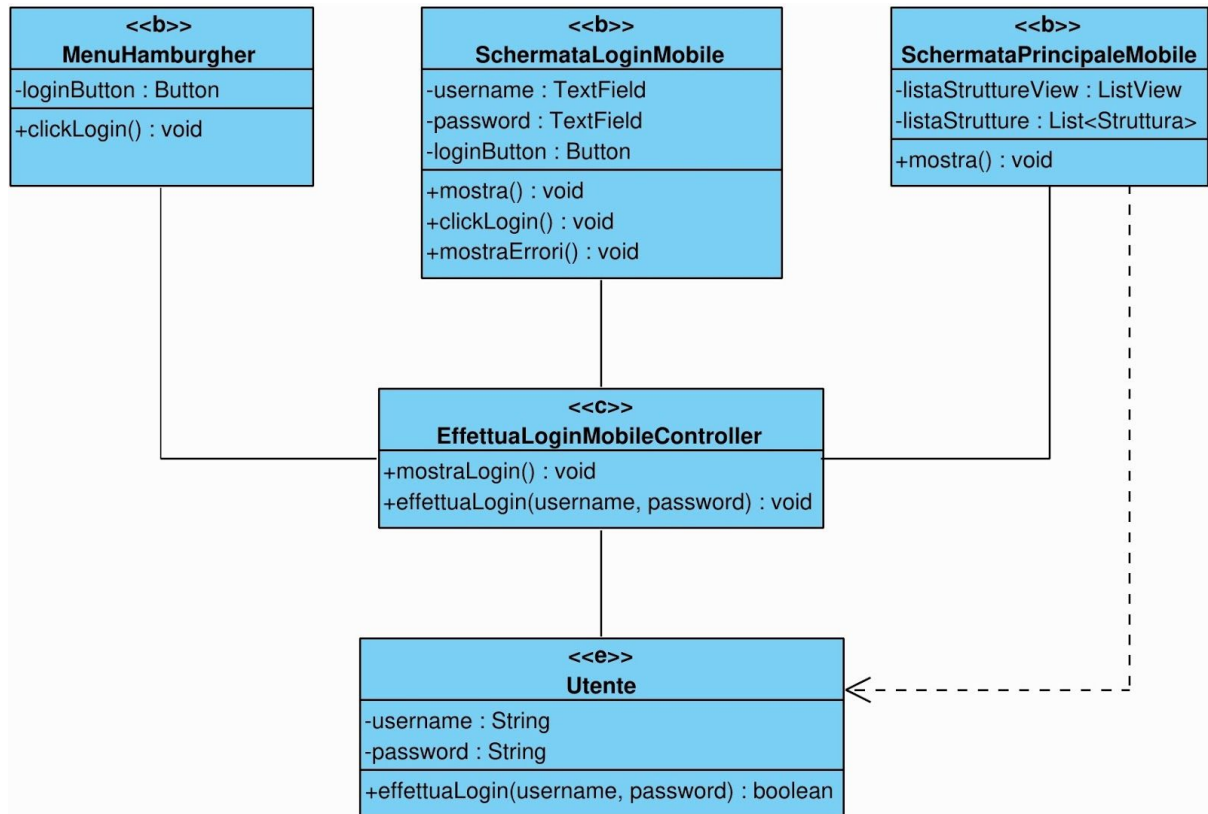 <<b>>
MenuHamburgher
-loginButton : Button
+clickLogin() : void
<<b>>
SchermataLoginMobile
-username : TextField
-password : TextField
-loginButton : Button
+mostra() : void
+clickLogin() : void
+mostraErrori() : void
<<b>>
SchermataPrincipaleMobile
-listaStruttureView : ListView
-listaStrutture : List<Struttura>
+mostra() : void
<<c>>
EffettuaLoginMobileController
+mostraLogin() : void
+effettuaLogin(username, password) : void
<<e>>
Utente
-username : String
-password : String
+effettuaLogin(username, password) : boolean